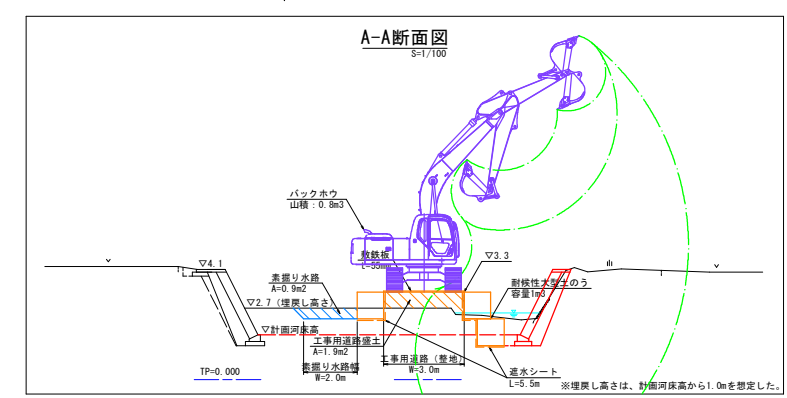 A-A断面図
S=1/100
バックホウ
山積：0.8m3
▽4.1
敷鉄板
▽3.3
素掘り水路
A=0.9m2
耐候性大型土のう
容量1m3
▽2.7（埋戻し高さ）
▽計画河床高
工事用道路盛土
A=1.9m2
工事用道路（整地）
W=3.0m
素掘り水路幅
W=2.0m
TP=0.000
遮水シート
L=5.5m
※埋戻し高さは、計画河床高から1.0mを想定した。